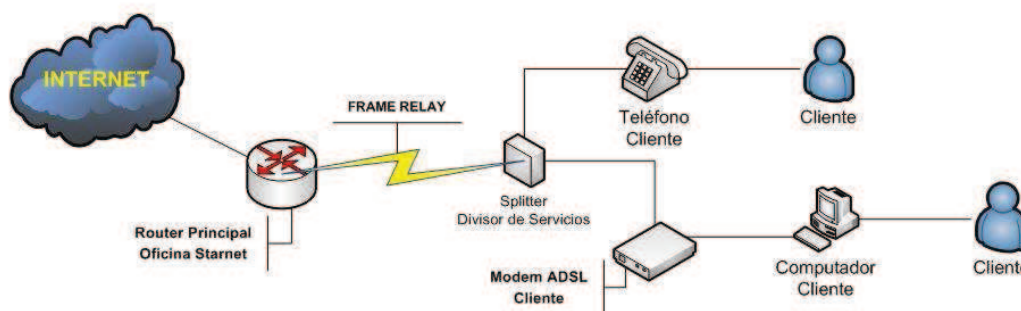 INTERNET
FRAME RELAY
Router Principal
Oficina Starnet
Splitter
Divisor de Servicios
Teléfono
Cliente
Cliente
Modem ADSL
Cliente
Computador
Cliente
Cliente